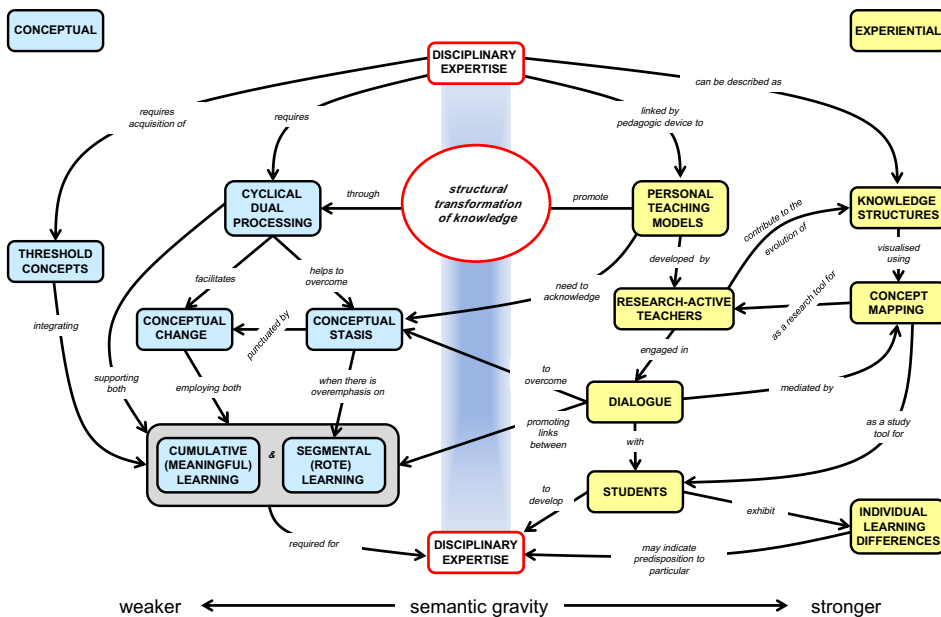 CONCEPTUAL
EXPERIENTIAL
DISCIPLINARY
EXPERTISE
can be described as
requires
acquisition of
requires
linked by
pedagogic device to
CYCLICAL
DUAL
PROCESSING
through
structural
transformation
of knowledge
promote
PERSONAL
TEACHING
MODELS
contribute to the
evolution of
KNOWLEDGE
STRUCTURES
THRESHOLD
CONCEPTS
facilitates
helps to
overcome
need to
acknowledge
developed by
visualised
using
integrating
CONCEPTUAL
CHANGE
punctuated by
CONCEPTUAL
STASIS
RESEARCH-ACTIVE
TEACHERS
as a research tool for
CONCEPT
MAPPING
supporting
both
employing both
when there is
overemphasis on
to
overcome
engaged in
DIALOGUE
mediated by
promoting
links
between
with
as a study
tool for
CUMULATIVE
(MEANINGFUL)
LEARNING
&
SEGMENTAL
(ROTE)
LEARNING
to
develop
STUDENTS
exhibit
INDIVIDUAL
LEARNING
DIFFERENCES
required for
DISCIPLINARY
EXPERTISE
may indicate
predisposition to
particular
weaker
semantic gravity
stronger